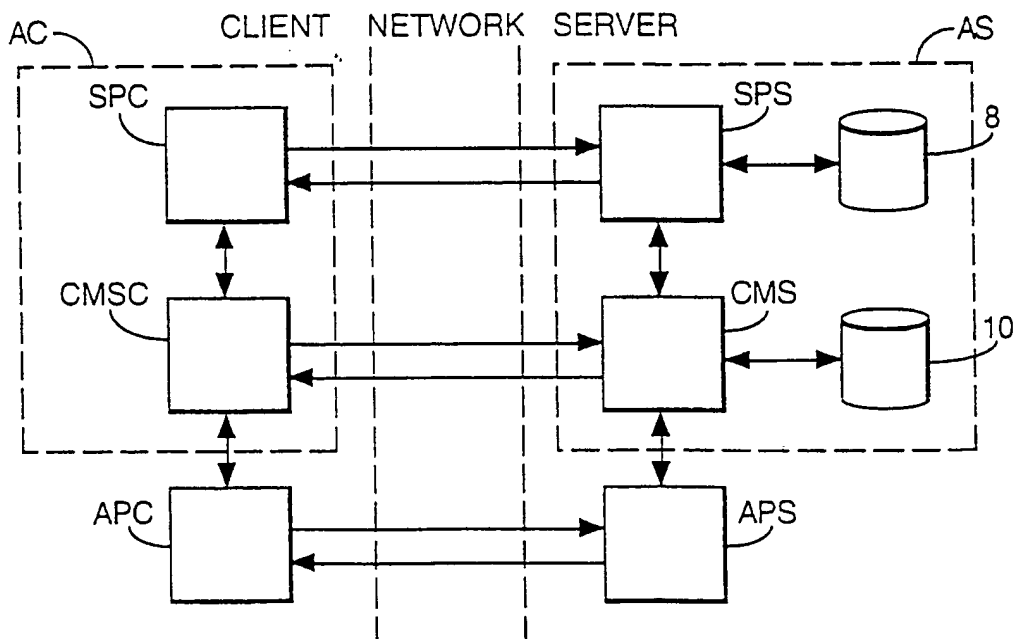 AC CLIENT NETWORK SERVER AS
SPC SPS 8
CMSC CMS 10
APC APS